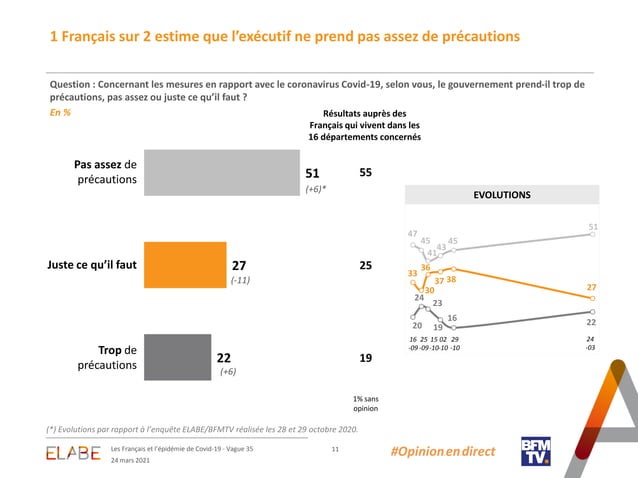 1 Français sur 2 estime que l’exécutif ne prend pas assez de précautions
Question : Concernant les mesures en rapport avec le coronavirus Covid-19, selon vous, le gouvernement prend-il trop de
précautions, pas assez ou juste ce qu’il faut ?
En %
Résultats auprès des
Français qui vivent dans les
16 départements concernés
Pas assez de
précautions
51
(+6)*
55
Juste ce qu’il faut
27
(-11)
25
Trop de
précautions
22
(+6)
19
1% sans
opinion
EVOLUTIONS
47
45
41
43
45
51
33
30
36
37
38
27
20
24
23
19
16
22
16 25 15 02 29
-09 -09 -10 -10 -10
24
-03
(*) Evolutions par rapport à l’enquête ELABE/BFMTV réalisée les 28 et 29 octobre 2020.
ELABE
Les Français et l’épidémie de Covid-19 - Vague 35
24 mars 2021
11
#Opinionendirect
BFM
TV.